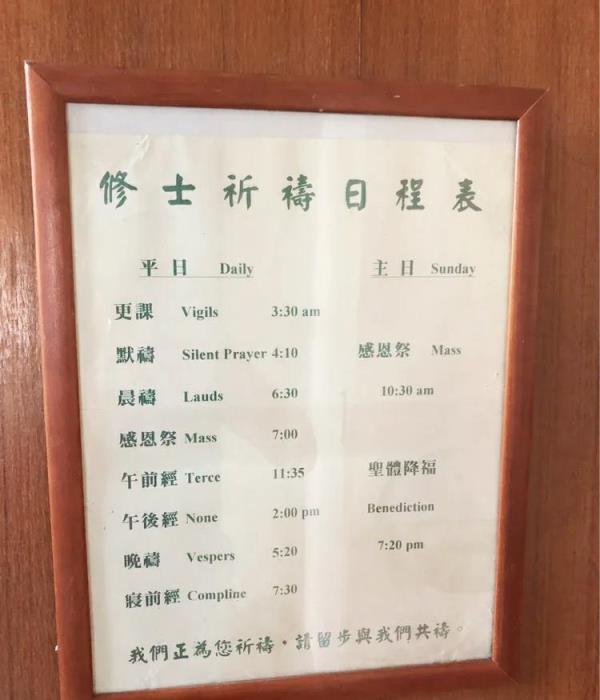 修士祈禱日程表
平日 Daily
更課 Vigils 3:30 am
默禱 Silent Prayer 4:10
晨禱 Lauds 6:30
感恩祭 Mass 7:00
午前經 Terce 11:35
午後經 None 2:00 pm
晚禱 Vespers 5:20
寢前經 Compline 7:30
主日 Sunday
感恩祭 Mass
10:30 am
聖體降福
Benediction
7:20 pm
我們正為您祈禱，請留步與我們共禱。